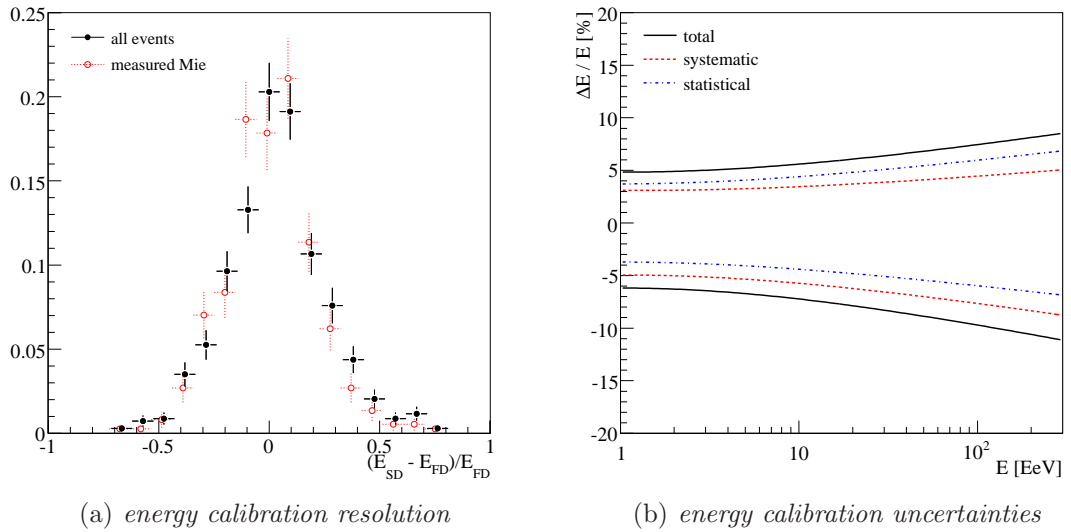 0.25
0.2
0.15
0.1
0.05
0
-1
-0.5
0
0.5
1
all events
measured Mie
(E_SD - E_FD)/E_FD
(a) energy calibration resolution
ΔE / E [%]
20
15
10
5
0
-5
-10
-15
-20
1
10
10²
total
systematic
statistical
E [EeV]
(b) energy calibration uncertainties